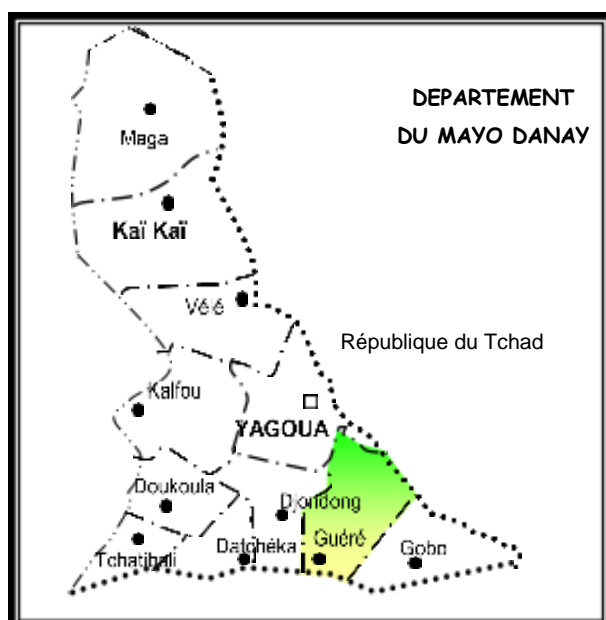 DEPARTEMENT
DU MAYO DANAY
Maga
Kaï Kaï
Vélé
République du Tchad
Kalfou
YAGOUA
Doukoula
Djondong
Tchatibali
Datchéka
Guéré
Gobo